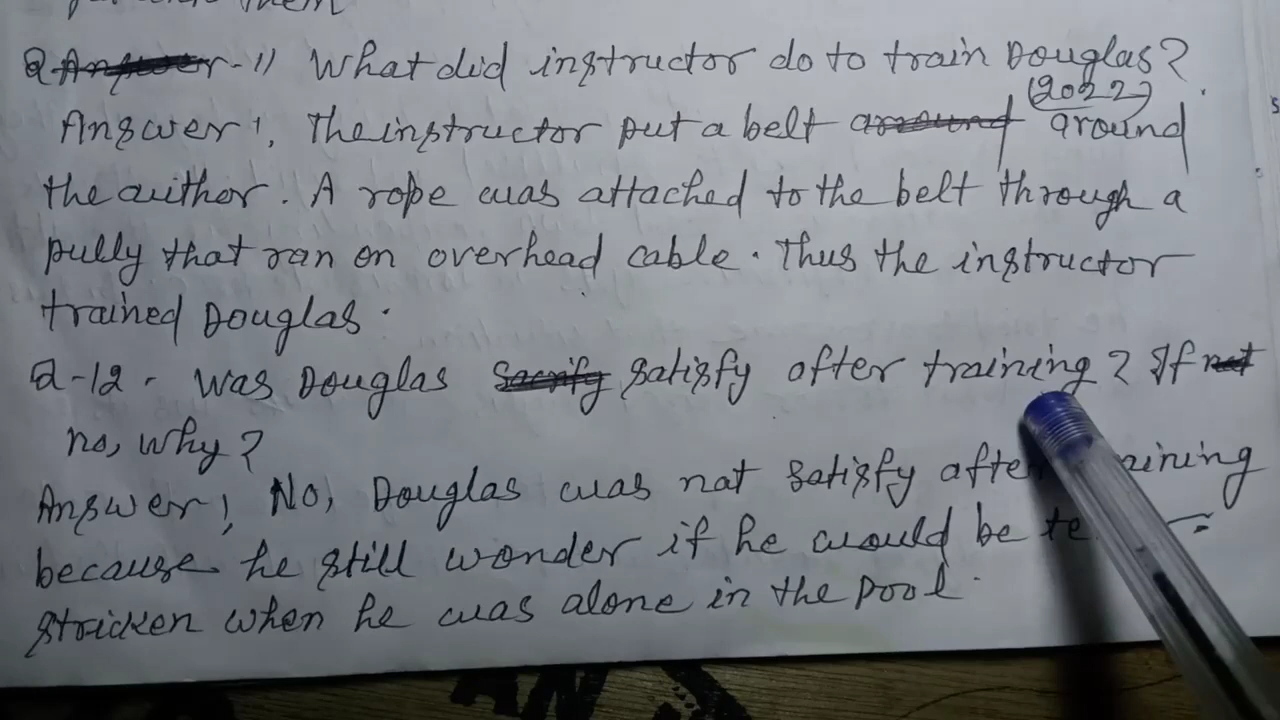 them
Q-11 What did instructor do to train Douglas?
(2022)
Answer!, The instructor put a belt around
the author. A rope was attached to the belt through a
pully that ran on overhead cable. Thus the instructor
trained Douglas.
Q-12. Was Douglas satisfy after training? If
no, why?
Answer!, No, Douglas was nat satisfy after training
because he still wonder if he would be
stricken when he was alone in the pool.